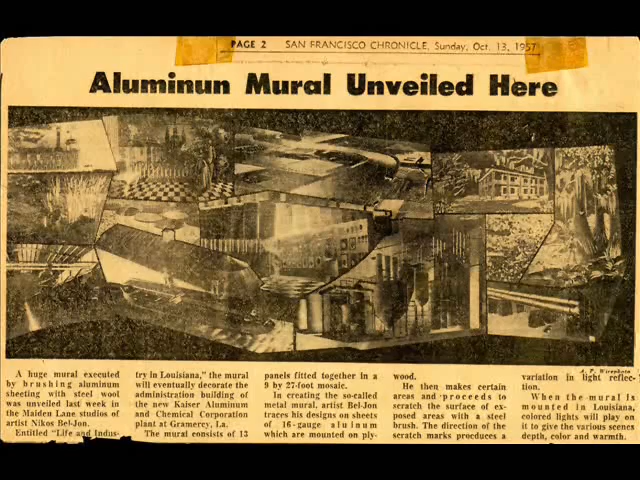 PAGE 2 SAN FRANCISCO CHRONICLE, Sunday, Oct. 13, 1957
Aluminun Mural Unveiled Here
A. P. Wirephoto
A huge mural executed
by brushing aluminum
sheeting with steel wool
was unveiled last week in
the Maiden Lane studios of
artist Nikos Bel-Jon.
Entitled "Life and Indus-
try in Louisiana," the mural
will eventually decorate the
administration building of
the new Kaiser Aluminum
and Chemical Corporation
plant at Gramercy, La.
The mural consists of 13
panels fitted together in a
9 by 27-foot mosaic.
In creating the so-called
metal mural, artist Bel-Jon
traces his designs on sheets
of 16-gauge aluinum
which are mounted on ply-
wood.
He then makes certain
areas and proceeds to
scratch the surface of ex-
posed areas with a steel
brush. The direction of the
scratch marks proceduces a
variation in light reflec-
tion.
When the mural is
mounted in Louisiana,
colored lights will play on
it to give the various scenes
depth, color and warmth.